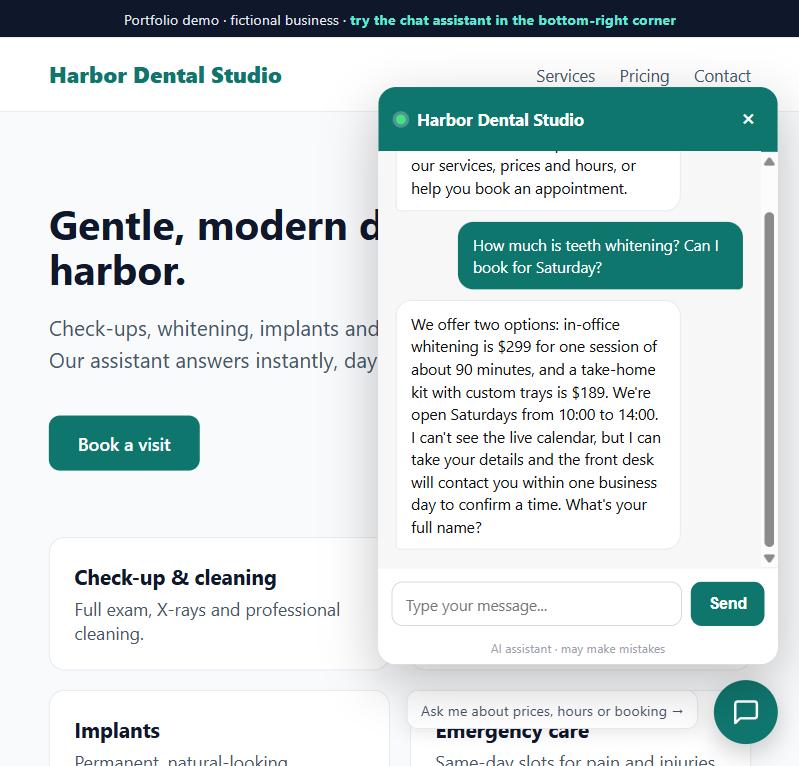 Portfolio demo · fictional business · try the chat assistant in the bottom-right corner
Harbor Dental Studio
Services Pricing Contact
Gentle, modern d
harbor.
Check-ups, whitening, implants and
Our assistant answers instantly, day
Book a visit
Check-up & cleaning
Full exam, X-rays and professional
cleaning.
Implants
Permanent, natural-looking
Emergency care
Same-day slots for pain and injuries
Harbor Dental Studio ×
our services, prices and hours, or
help you book an appointment.
How much is teeth whitening? Can I
book for Saturday?
We offer two options: in-office
whitening is $299 for one session of
about 90 minutes, and a take-home
kit with custom trays is $189. We're
open Saturdays from 10:00 to 14:00.
I can't see the live calendar, but I can
take your details and the front desk
will contact you within one business
day to confirm a time. What's your
full name?
Type your message...
Send
AI assistant · may make mistakes
Ask me about prices, hours or booking →